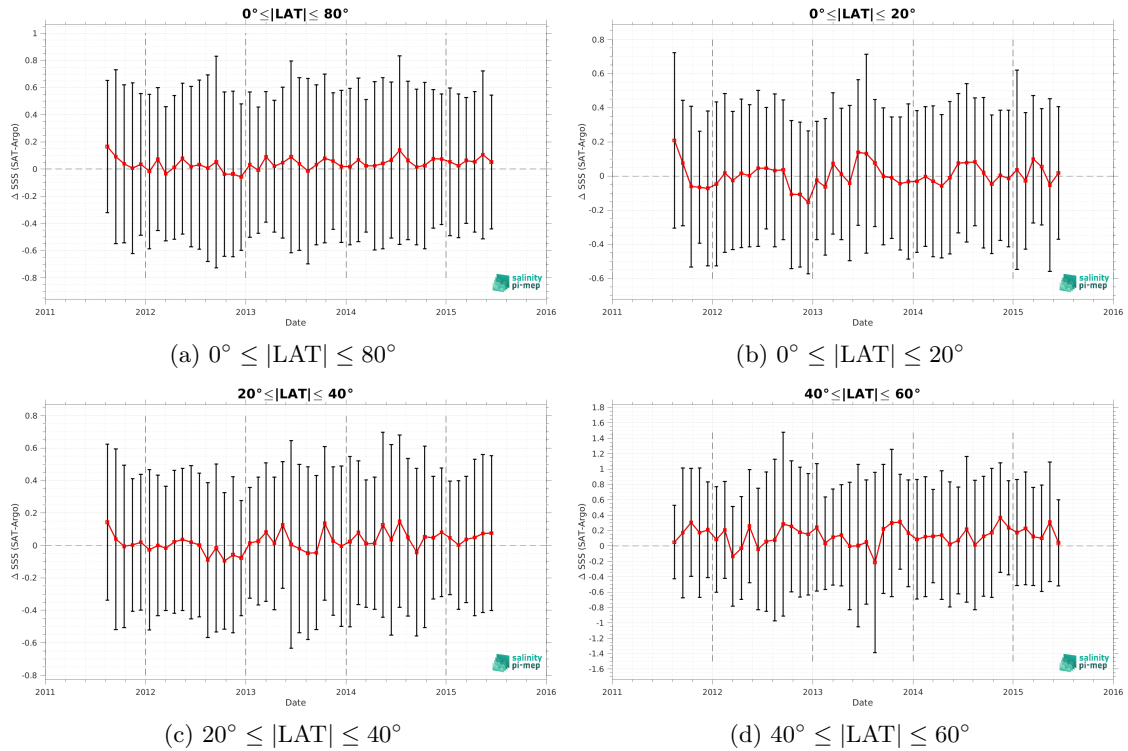 0°≤|LAT|≤ 80°
Δ SSS (SAT-Argo)
1
0.8
0.6
0.4
0.2
0
-0.2
-0.4
-0.6
-0.8
2011 2012 2013 2014 2015 2016
Date
salinity
pi-mep
(a) 0° ≤ |LAT| ≤ 80°
0°≤|LAT|≤ 20°
Δ SSS (SAT-Argo)
0.8
0.6
0.4
0.2
0
-0.2
-0.4
-0.6
2011 2012 2013 2014 2015 2016
Date
salinity
pi-mep
(b) 0° ≤ |LAT| ≤ 20°
20°≤|LAT|≤ 40°
Δ SSS (SAT-Argo)
0.8
0.6
0.4
0.2
0
-0.2
-0.4
-0.6
-0.8
2011 2012 2013 2014 2015 2016
Date
salinity
pi-mep
(c) 20° ≤ |LAT| ≤ 40°
40°≤|LAT|≤ 60°
Δ SSS (SAT-Argo)
1.8
1.6
1.4
1.2
1
0.8
0.6
0.4
0.2
0
-0.2
-0.4
-0.6
-0.8
-1
-1.2
-1.4
-1.6
2011 2012 2013 2014 2015 2016
Date
salinity
pi-mep
(d) 40° ≤ |LAT| ≤ 60°